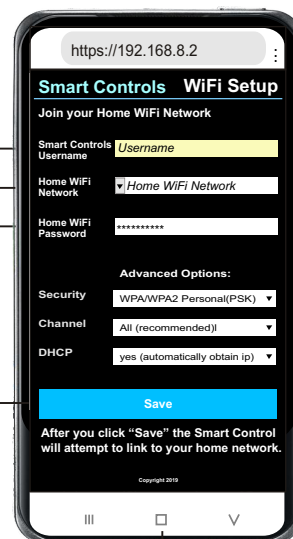 https://192.168.8.2
Smart Controls WiFi Setup
Join your Home WiFi Network
Smart Controls Username
Username
Home WiFi Network
Home WiFi Network
Home WiFi Password
**********
Advanced Options:
Security WPA/WPA2 Personal(PSK)
Channel All (recommended)l
DHCP yes (automatically obtain ip)
Save
After you click “Save” the Smart Control
will attempt to link to your home network.
Copyright 2019